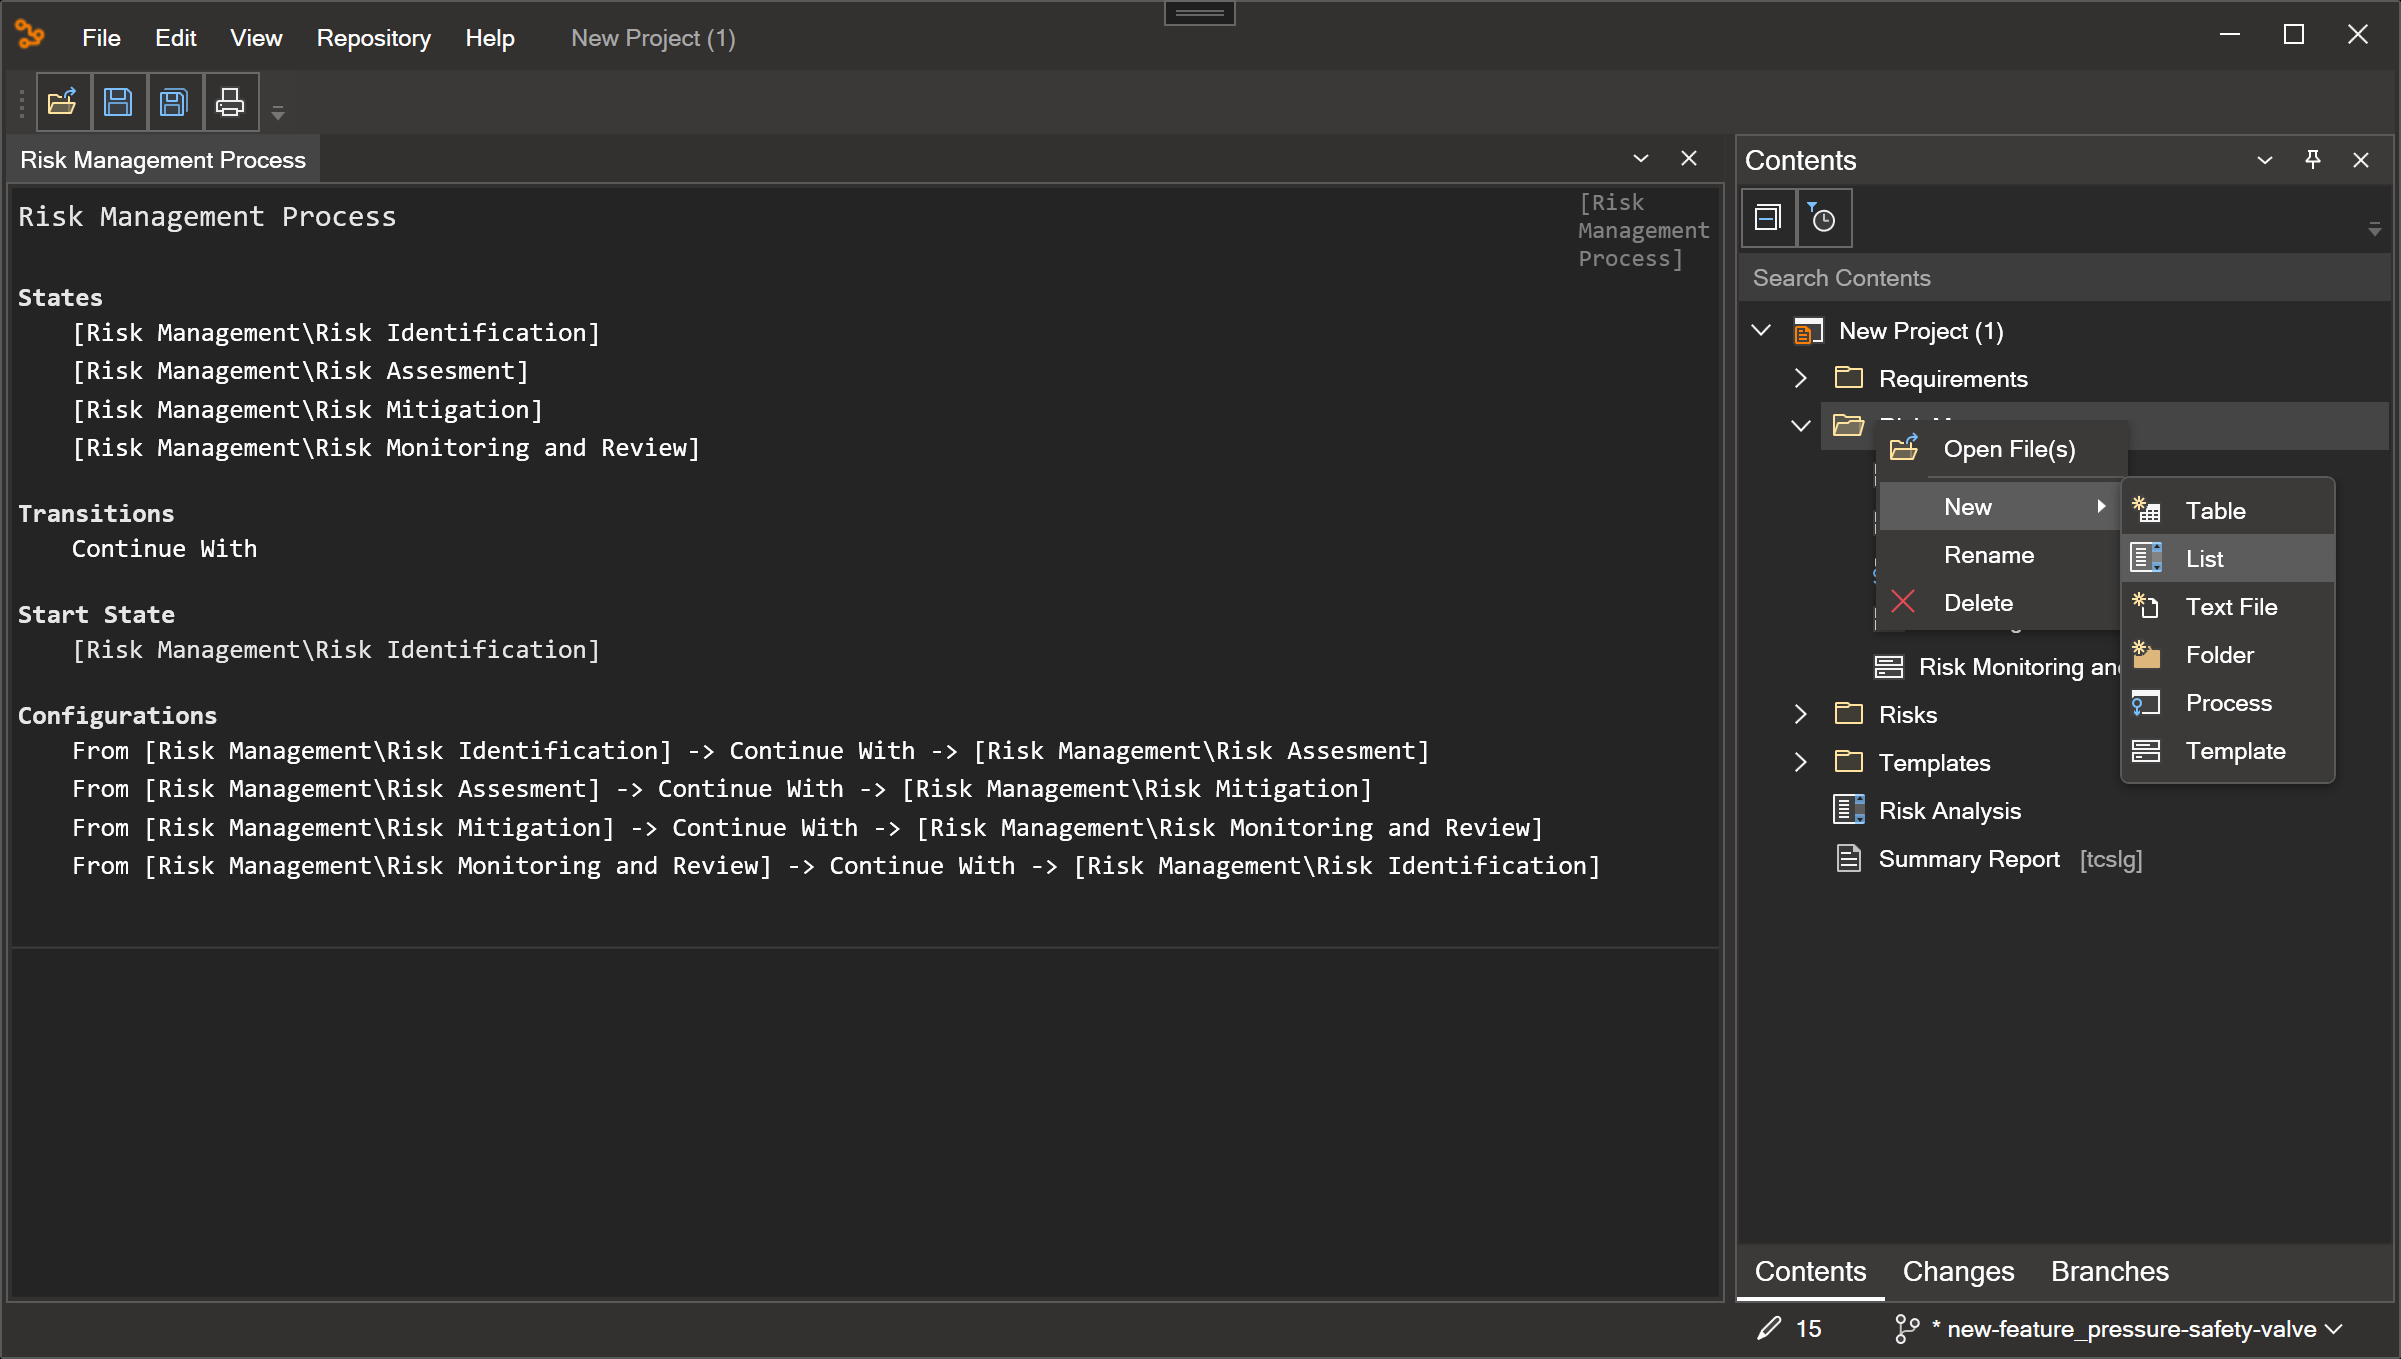 File Edit View Repository Help New Project (1)
Risk Management Process
Risk Management Process
[Risk
Management
Process]
States
[Risk Management\Risk Identification]
[Risk Management\Risk Assesment]
[Risk Management\Risk Mitigation]
[Risk Management\Risk Monitoring and Review]
Transitions
Continue With
Start State
[Risk Management\Risk Identification]
Configurations
From [Risk Management\Risk Identification] -> Continue With -> [Risk Management\Risk Assesment]
From [Risk Management\Risk Assesment] -> Continue With -> [Risk Management\Risk Mitigation]
From [Risk Management\Risk Mitigation] -> Continue With -> [Risk Management\Risk Monitoring and Review]
From [Risk Management\Risk Monitoring and Review] -> Continue With -> [Risk Management\Risk Identification]
Contents
Search Contents
New Project (1)
Requirements
Open File(s)
New
Rename
Delete
Table
List
Text File
Folder
Process
Template
Risk Monitoring
Risks
Templates
Risk Analysis
Summary Report [tcslg]
Contents Changes Branches
15 * new-feature_pressure-safety-valve